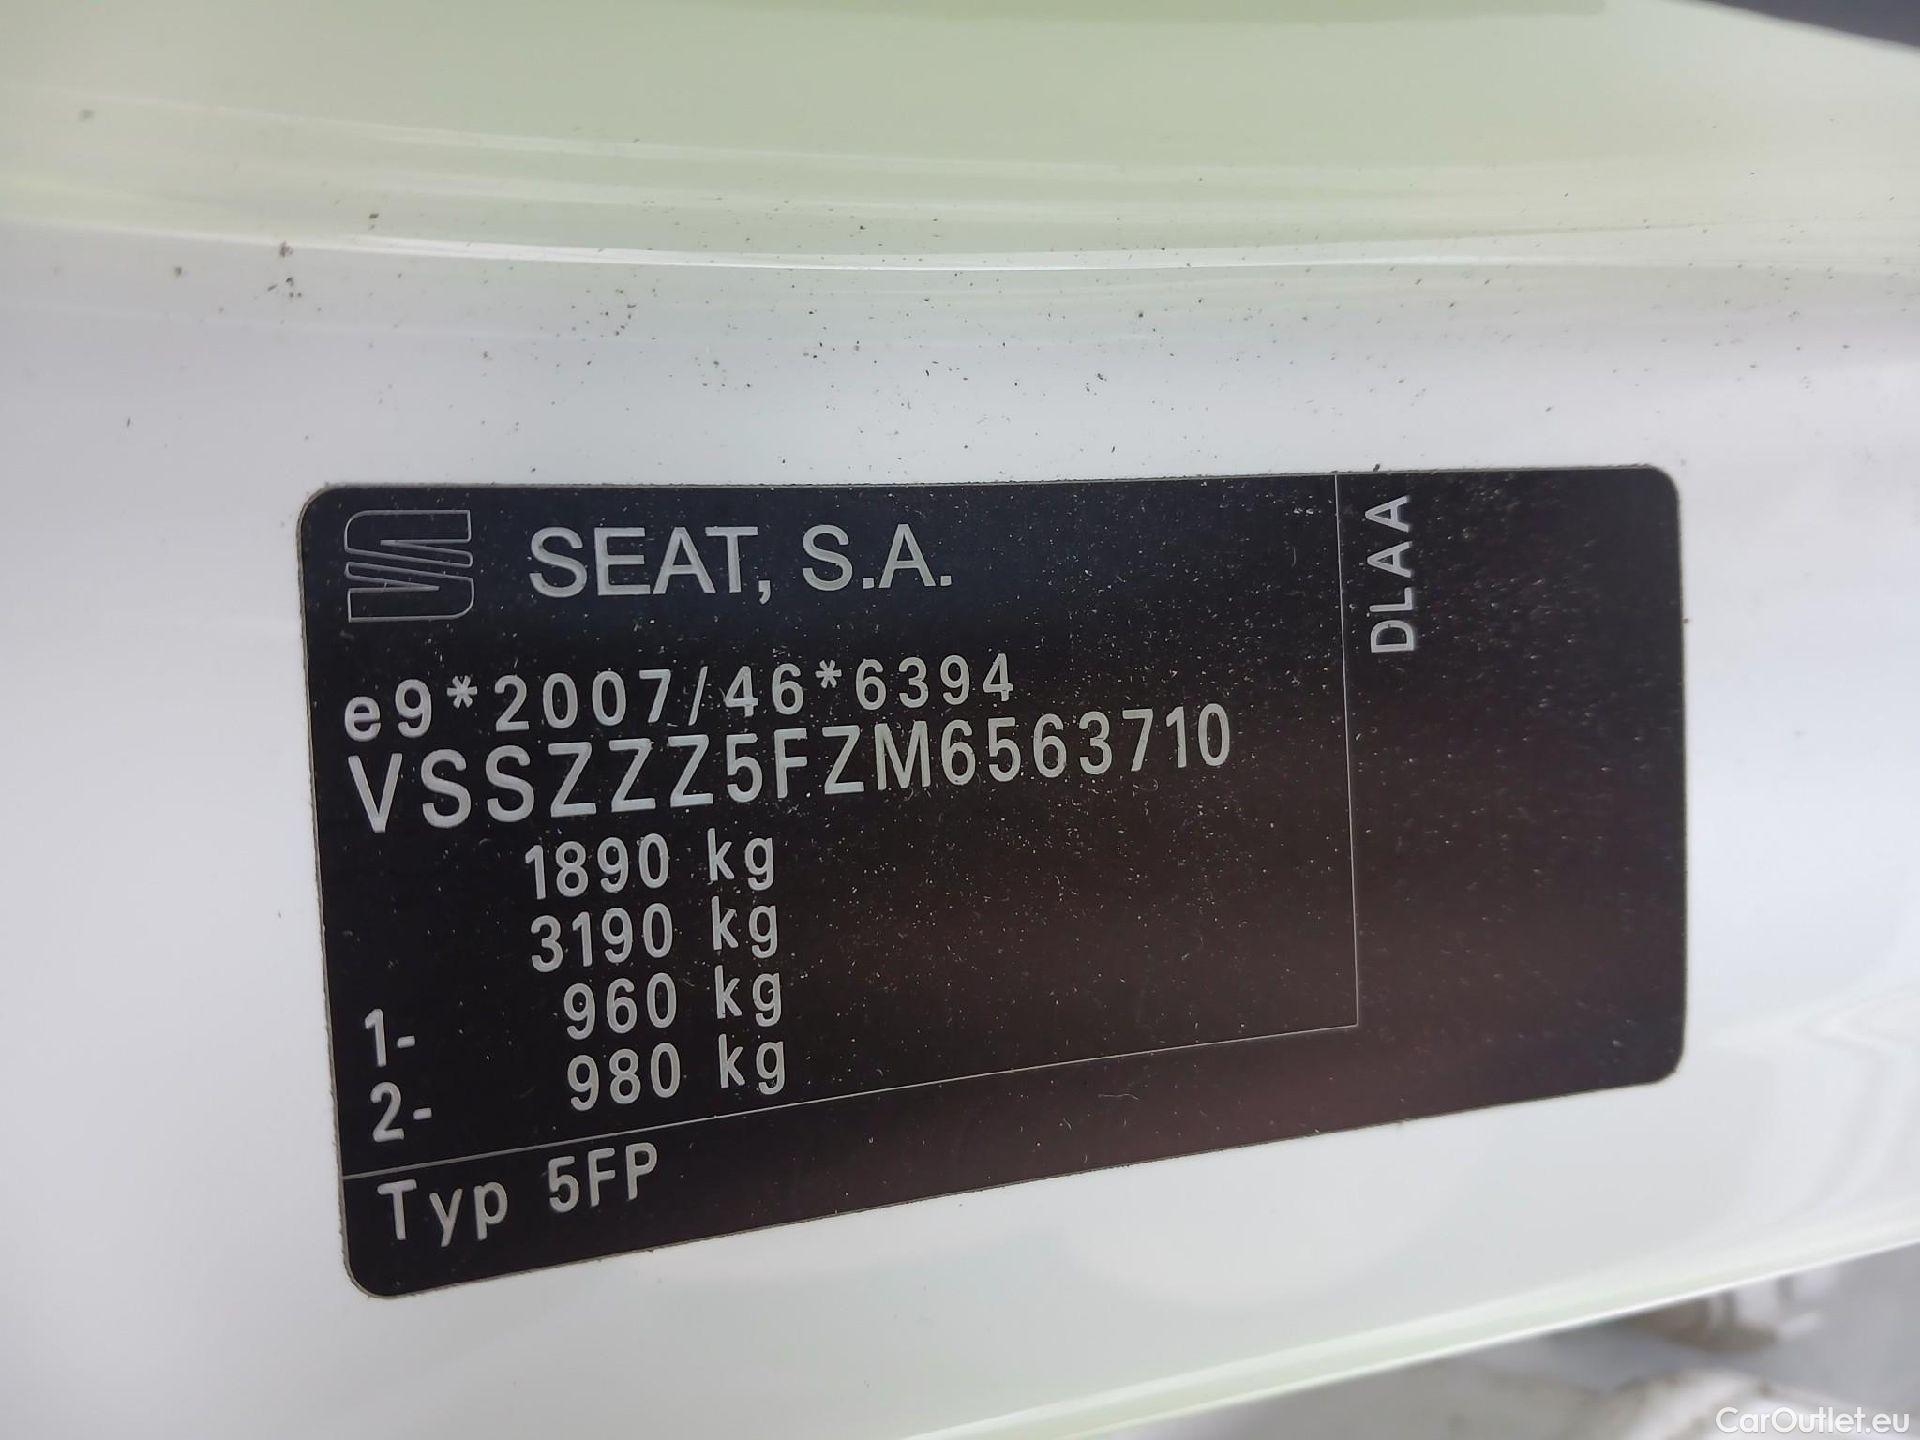 SEAT, S.A.
DLAA
e9*2007/46*6394
VSSZZZ5FZM6563710
1890 kg
3190 kg
1- 960 kg
2- 980 kg
Typ 5FP
CarOutlet.eu